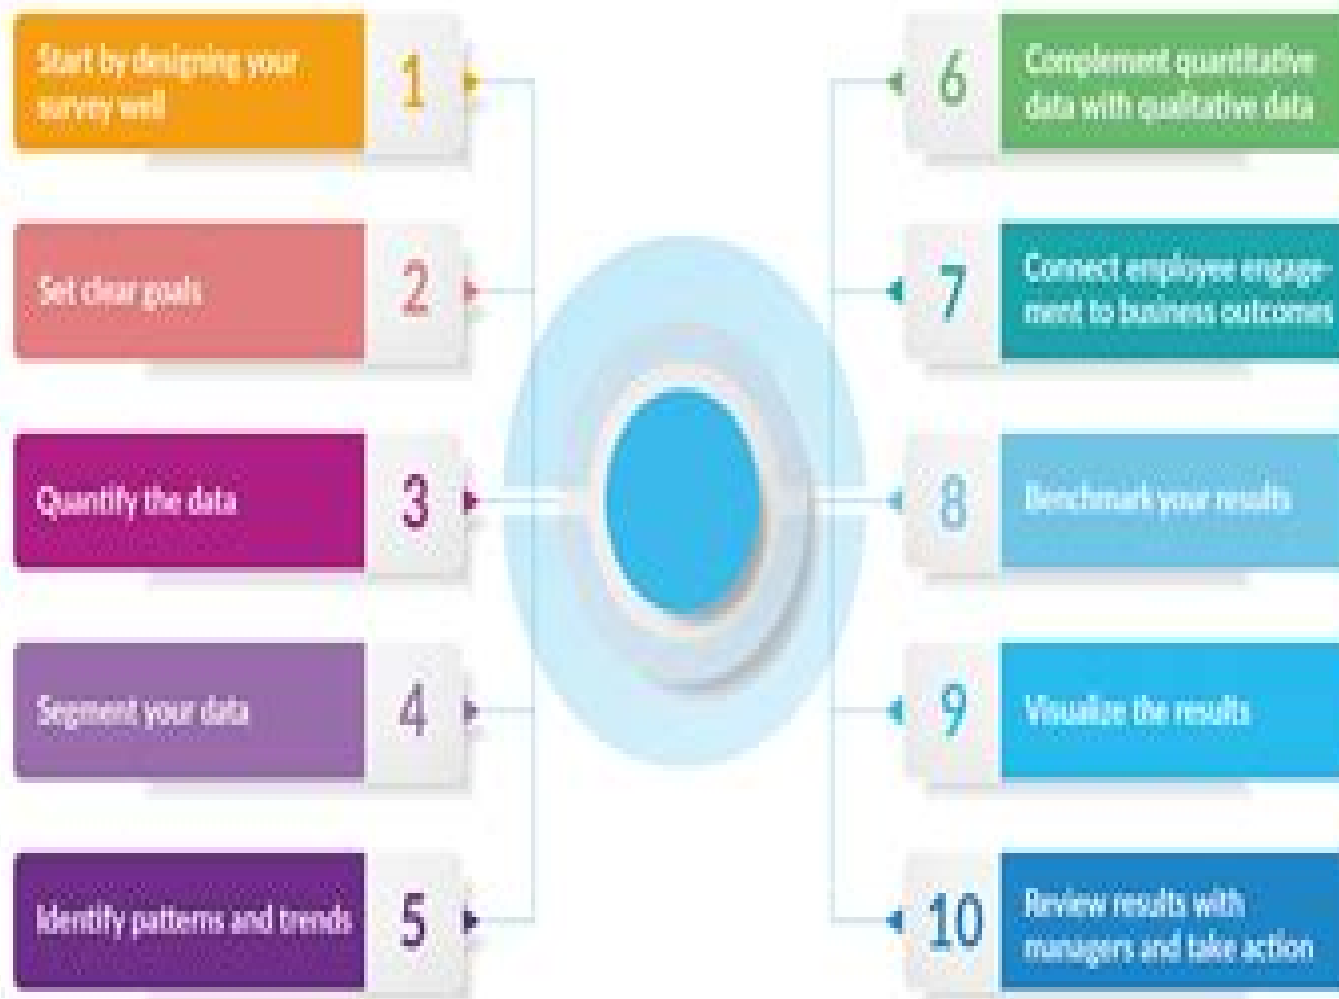 Start by designing your
survey well
1
Set clear goals
2
Quantify the data
3
Segment your data
4
Identify patterns and trends
5
6
Complement quantitative
data with qualitative data
7
Connect employee engage-
ment to business outcomes
8
Benchmark your results
9
Visualize the results
10
Review results with
managers and take action